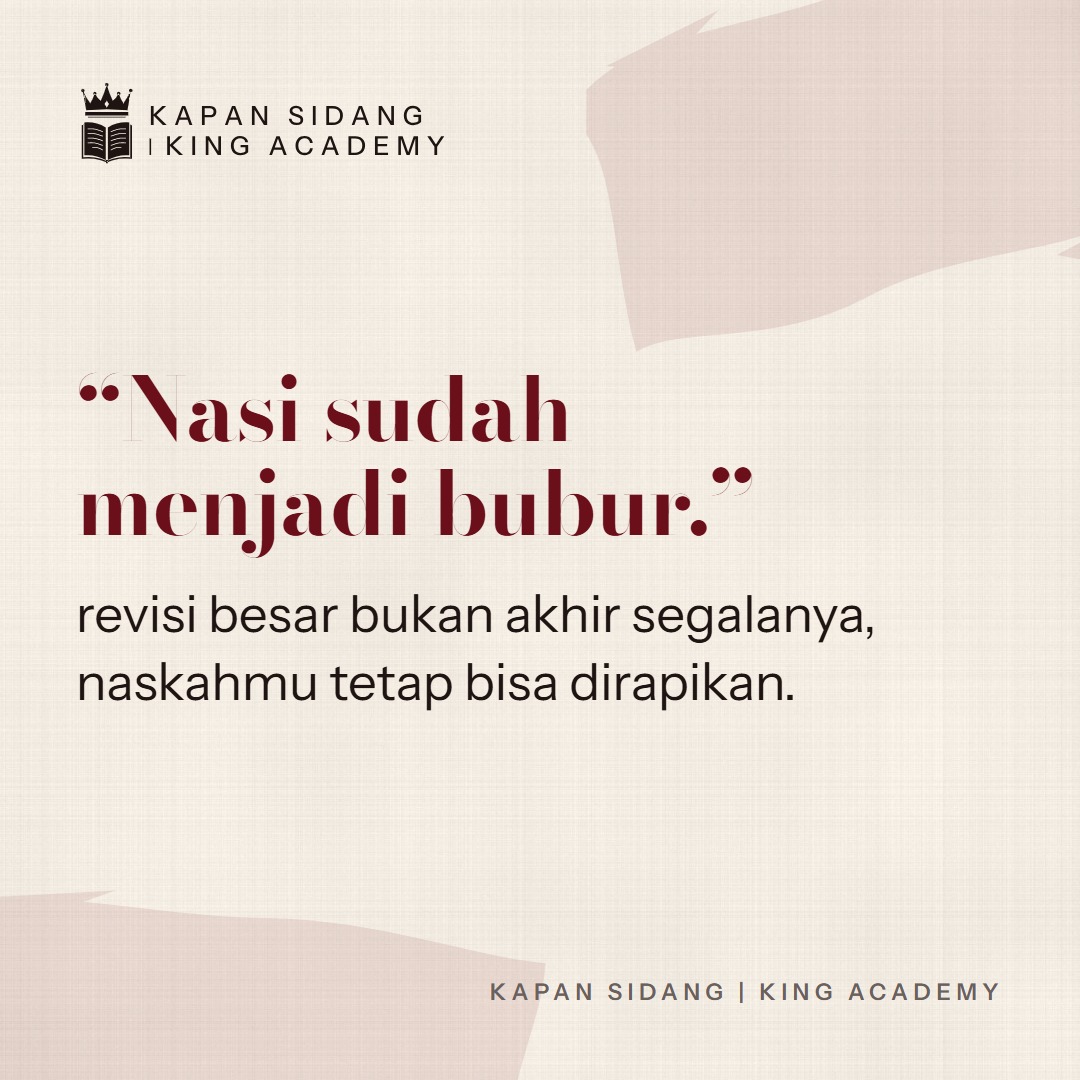 KAPAN SIDANG
| KING ACADEMY
“Nasi sudah
menjadi bubur.”
revisi besar bukan akhir segalanya,
naskahmu tetap bisa dirapikan.
KAPAN SIDANG | KING ACADEMY